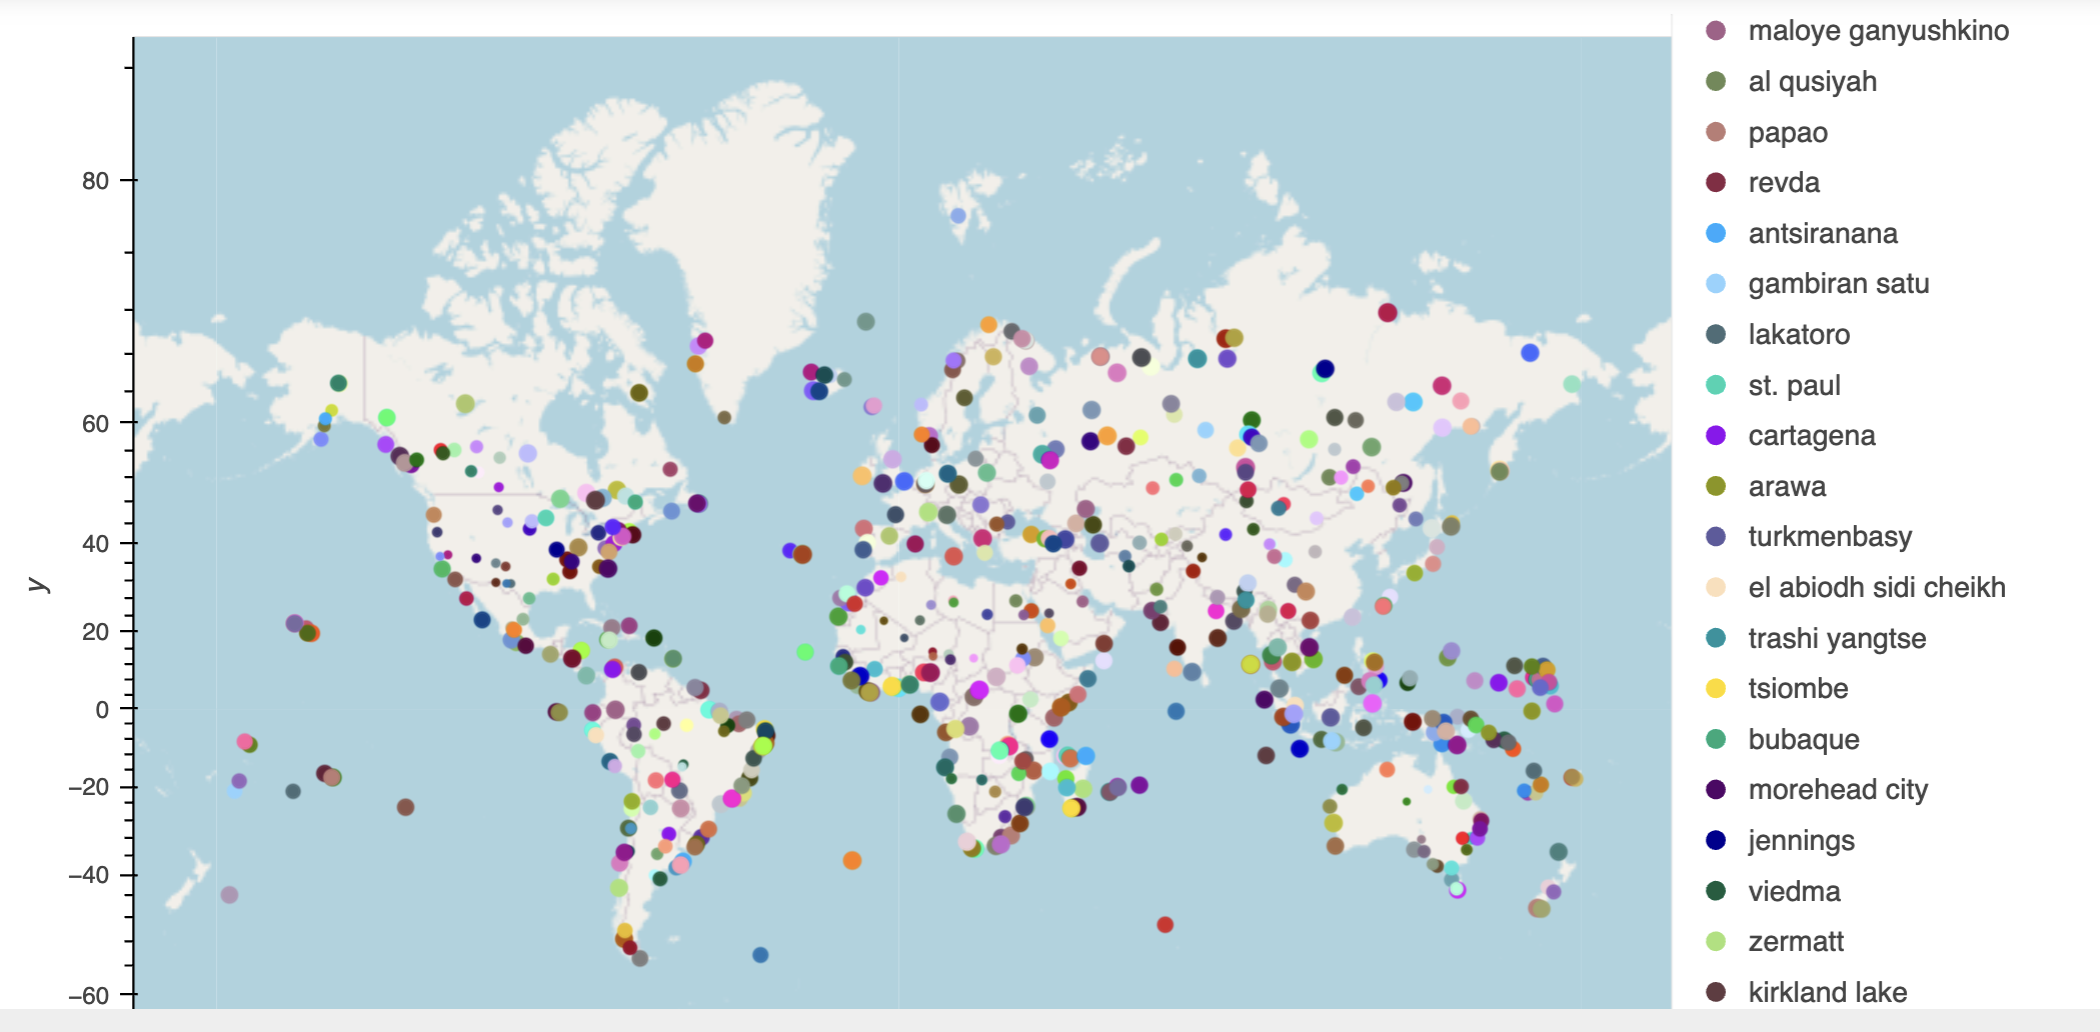 maloye ganyushkino
al qusiyah
papao
revda
antsiranana
gambiran satu
lakatoro
st. paul
cartagena
arawa
turkmenbasy
el abiodh sidi cheikh
trashi yangtse
tsiombe
bubaque
morehead city
jennings
viedma
zermatt
kirkland lake
80
60
40
20
0
−20
−40
−60
y